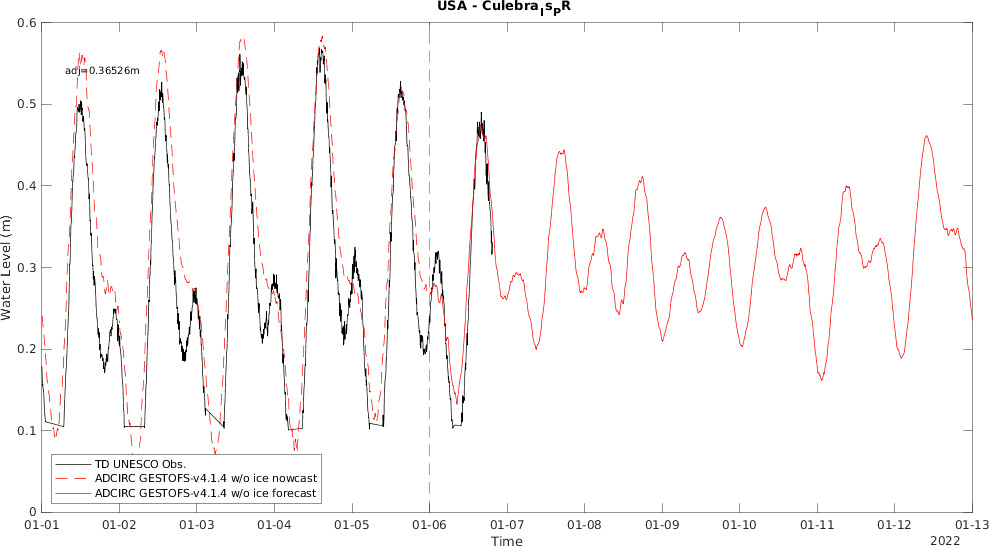 USA - Culebra_Is_PR
adj=0.36526m
0.6
0.5
0.4
0.3
0.2
0.1
0
Water Level (m)
TD UNESCO Obs.
ADCIRC GESTOFS-v4.1.4 w/o ice nowcast
ADCIRC GESTOFS-v4.1.4 w/o ice forecast
01-01 01-02 01-03 01-04 01-05 01-06 01-07 01-08 01-09 01-10 01-11 01-12 01-13
Time
2022